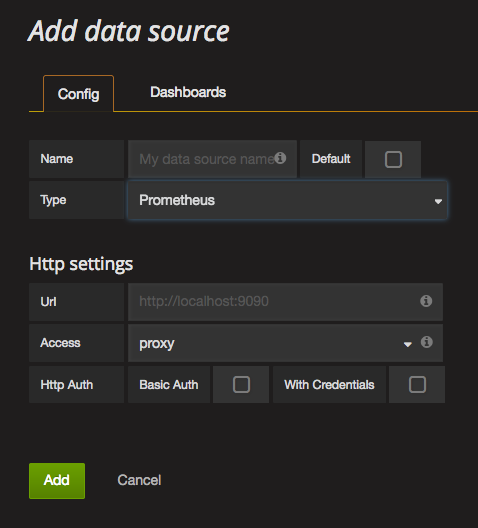 Add data source
Config Dashboards
Name My data source name Default
Type Prometheus
Http settings
Url http://localhost:9090
Access proxy
Http Auth Basic Auth With Credentials
Add Cancel